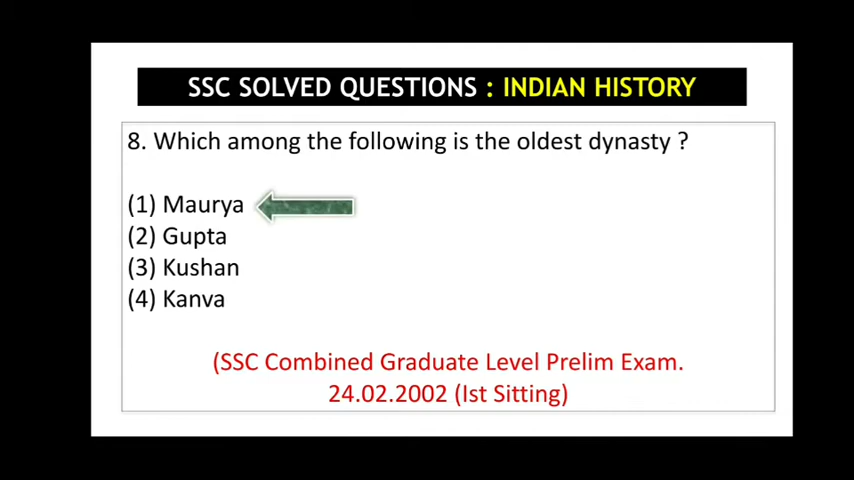 SSC SOLVED QUESTIONS : INDIAN HISTORY
8. Which among the following is the oldest dynasty ?
(1) Maurya
(2) Gupta
(3) Kushan
(4) Kanva
(SSC Combined Graduate Level Prelim Exam.
24.02.2002 (Ist Sitting)